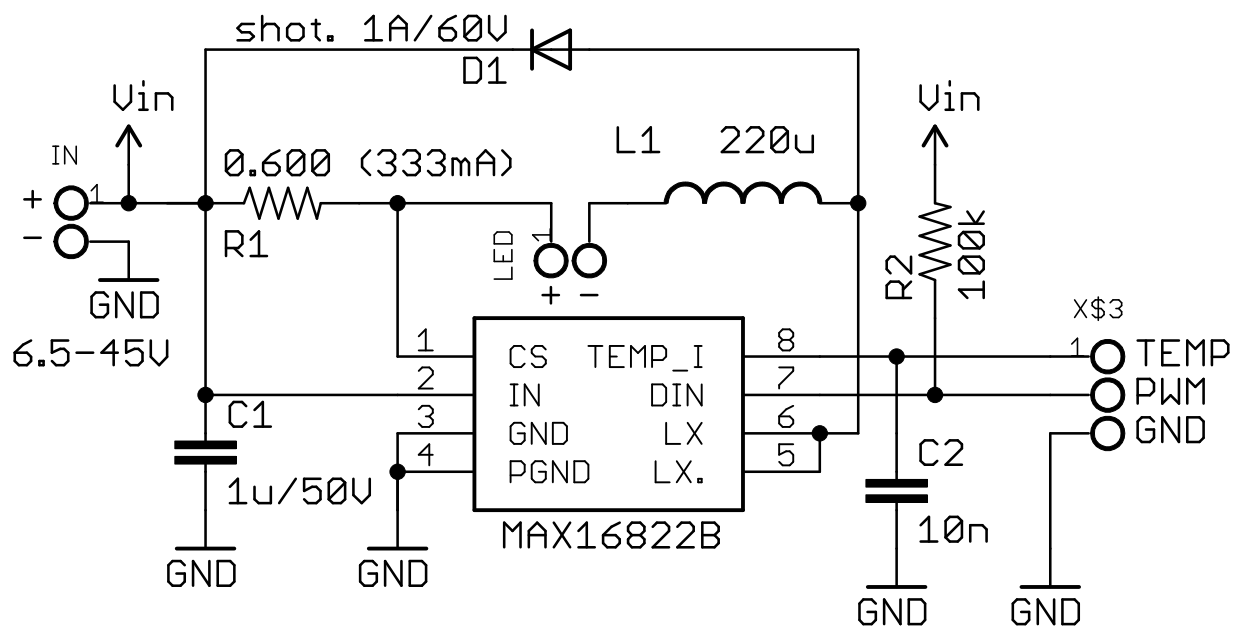 shot. 1A/60V
D1
Vin
Vin
IN
1
+
-
0.600 (333mA)
R1
L1 220u
LED
1
+ -
R2
100k
GND
6.5-45V
X$3
1
TEMP
PWM
GND
1 CS TEMP_I 8
2 IN DIN 7
3 GND LX 6
4 PGND LX. 5
MAX16822B
C1
1u/50V
C2
10n
GND
GND
GND
GND